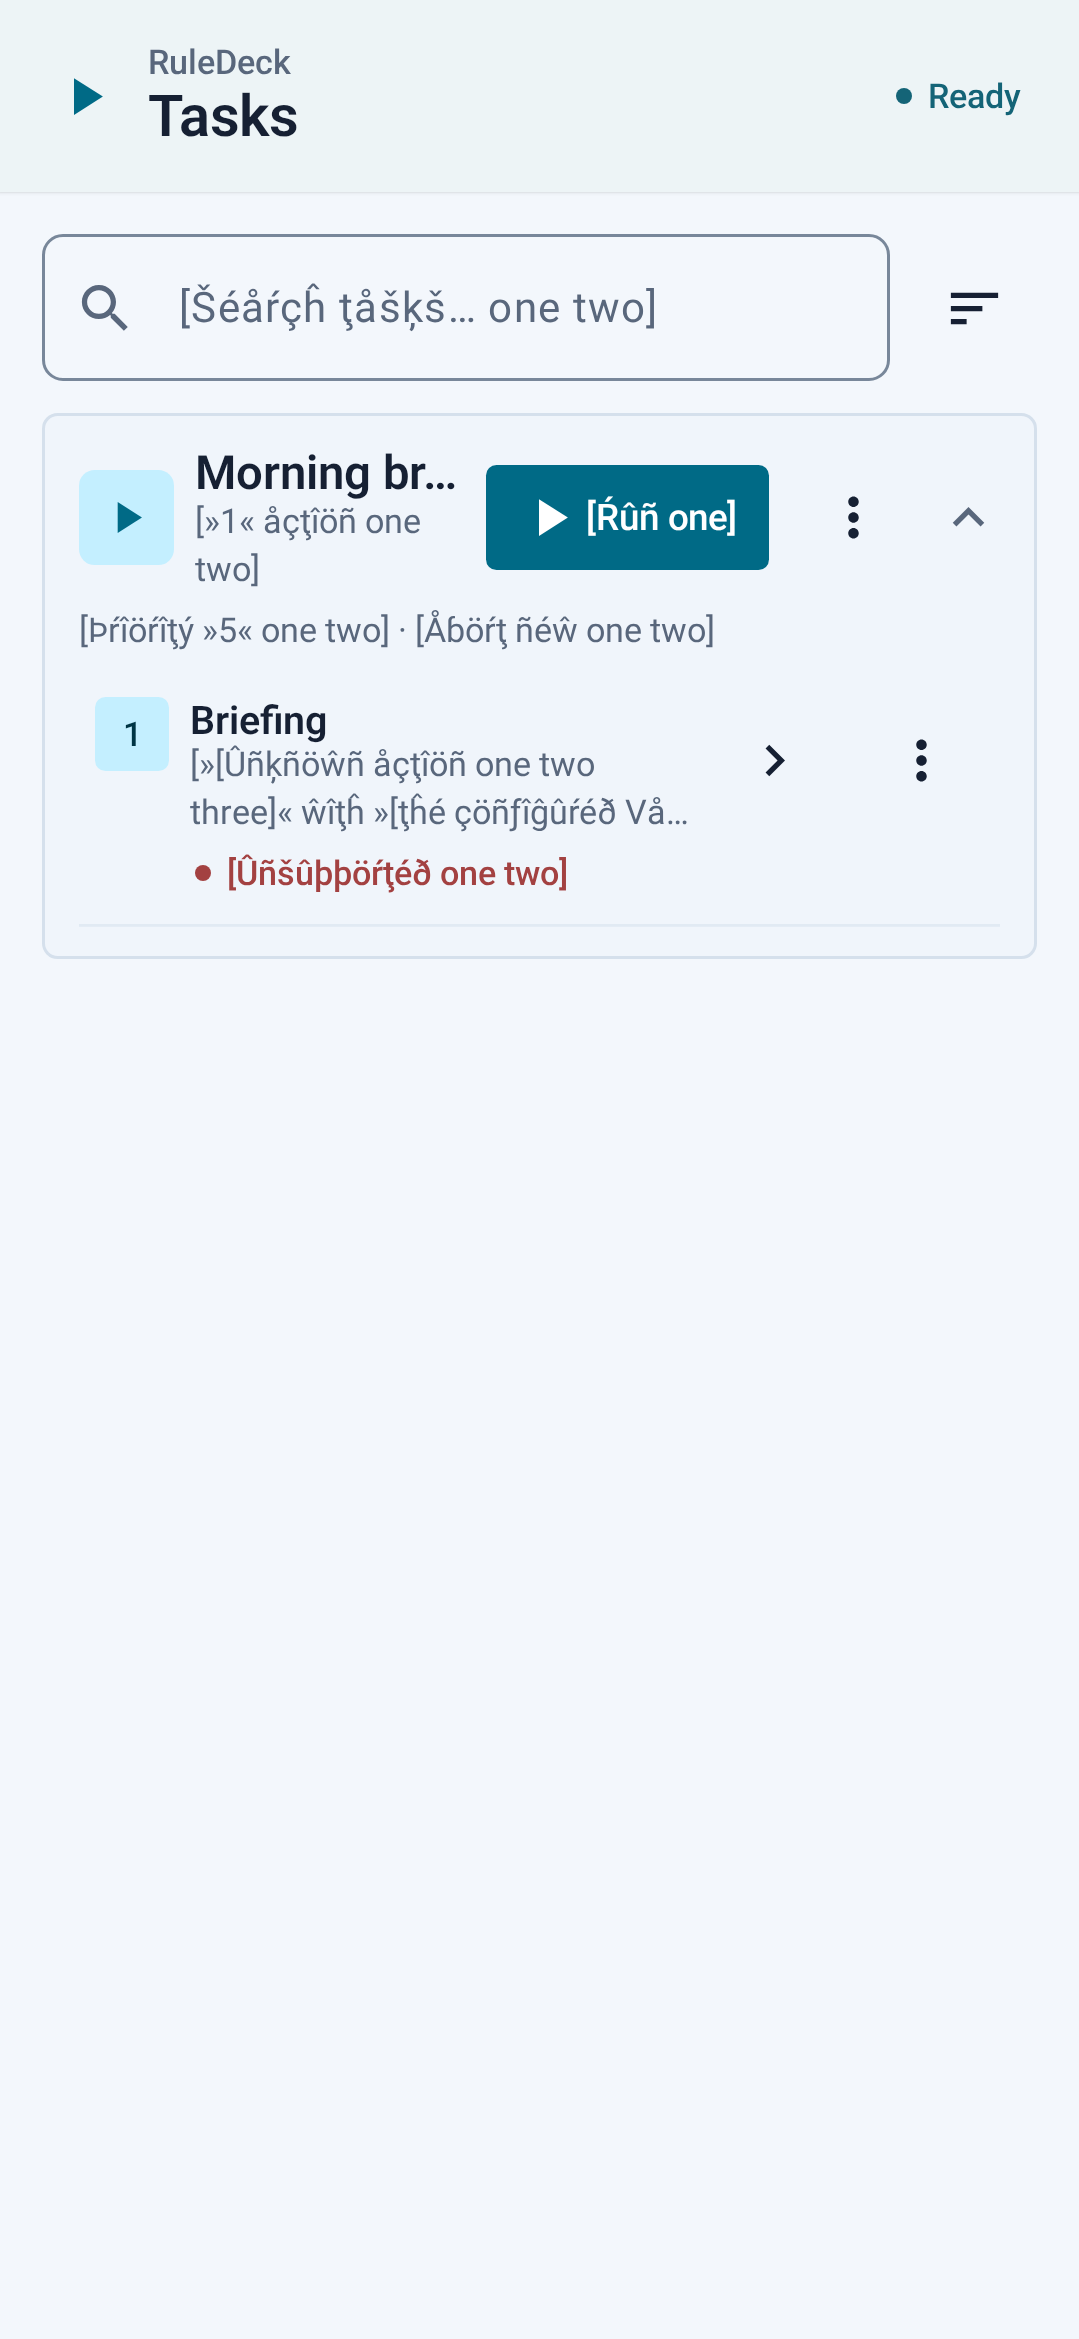 RuleDeck
Tasks
Ready
[Šéåŕçĥ ţåšķš… one two]
Morning br…
[»1« åçţîöñ one
two]
[Ŕûñ one]
[Þŕîöŕîţý »5« one two] · [Åƀöŕţ ñéŵ one two]
1
Briefing
[»[Ûñķñöŵñ åçţîöñ one two
three]« ŵîţĥ »[ţĥé çöñƒîĝûŕéð Vå…
[Ûñšûþþöŕţéð one two]